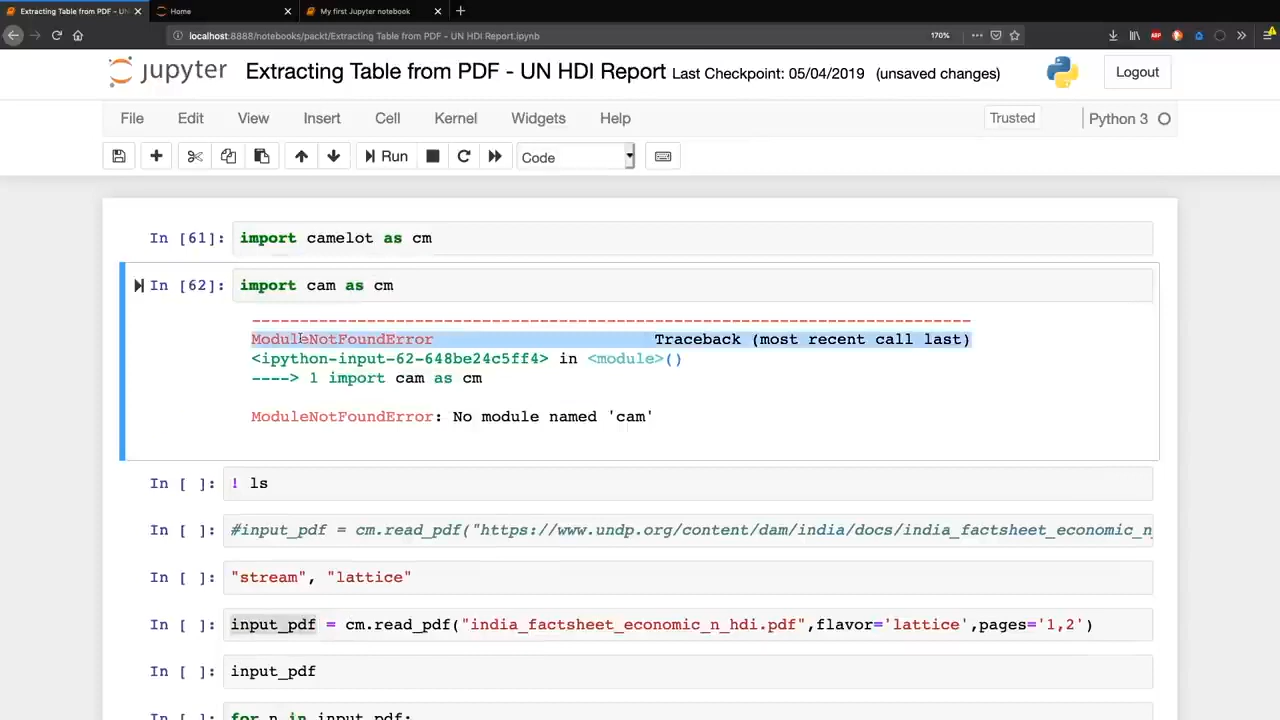 Extracting Table from PDF - UN
Home
My first Jupyter notebook
localhost:8888/notebooks/packt/Extracting Table from PDF - UN HDI Report.ipynb
170%
jupyter Extracting Table from PDF - UN HDI Report Last Checkpoint: 05/04/2019 (unsaved changes)
Logout
File Edit View Insert Cell Kernel Widgets Help
Trusted
Python 3
Run
Code
In [61]: import camelot as cm
In [62]: import cam as cm
---------------------------------------------------------------------------
ModuleNotFoundError Traceback (most recent call last)
<ipython-input-62-648be24c5ff4> in <module>()
----> 1 import cam as cm
ModuleNotFoundError: No module named 'cam'
In [ ]: ! ls
In [ ]: #input_pdf = cm.read_pdf("https://www.undp.org/content/dam/india/docs/india_factsheet_economic_n
In [ ]: "stream", "lattice"
In [ ]: input_pdf = cm.read_pdf("india_factsheet_economic_n_hdi.pdf",flavor='lattice',pages='1,2')
In [ ]: input_pdf
In [ ]: for n in input_pdf: